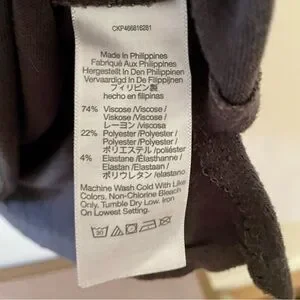 CKP466816281
Made In Philippines
Fabriqué Aux Philippines
Hergestellt In Den Philippinen
Vervaardigd In De Filippijnen
フィリピン製
hecho en filipinas
74% Viscose /Viscose /
Viskose /Viscose /
レーヨン /viscosa
22% Polyester /Polyester /
Polyester /Polyester /
ポリエステル /poliéster
4% Elastane /Élasthanne /
Elastan /Elastaan /
ポリウレタン /elastano
Machine Wash Cold With Like
Colors. Non-Chlorine Bleach
Only. Tumble Dry Low. Iron
On Lowest Setting.
30